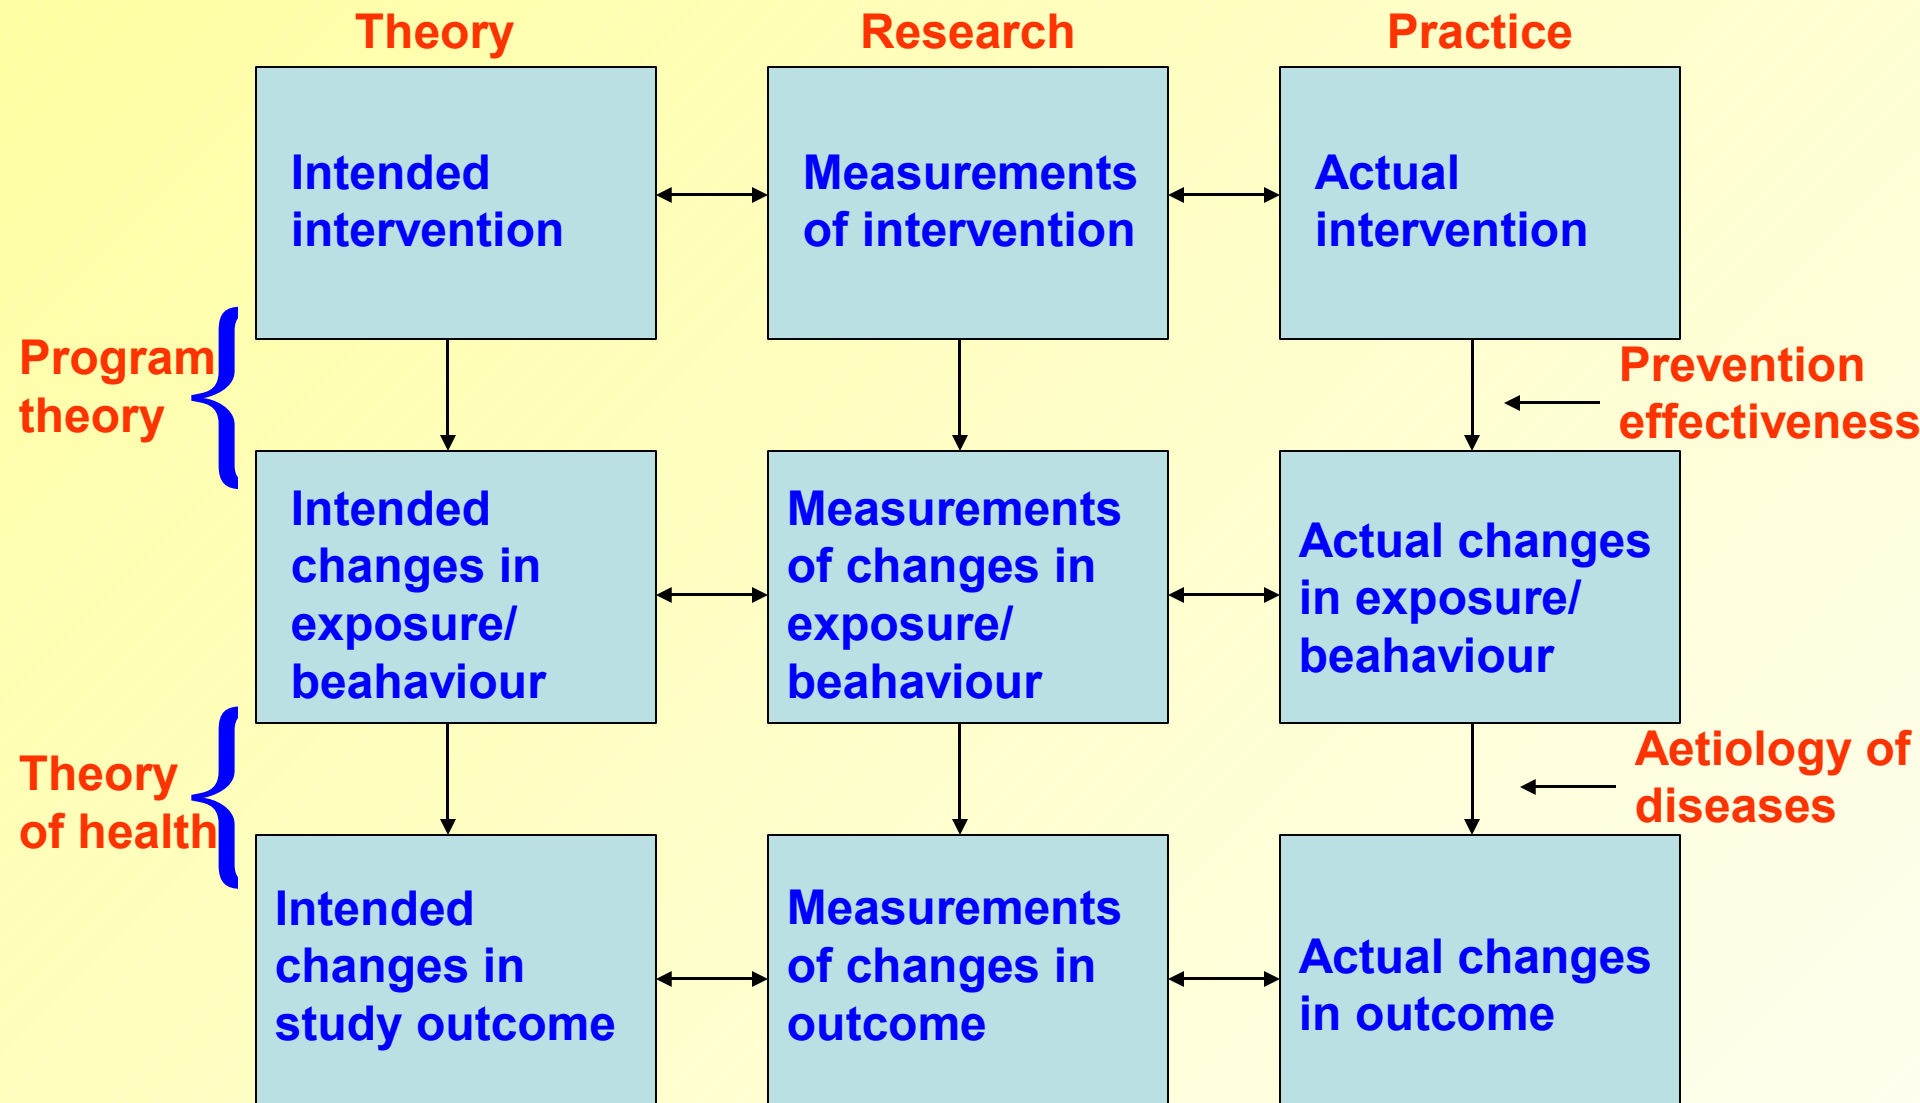 Theory
Research
Practice
Intended
intervention
Measurements
of intervention
Actual
intervention
Program
theory
Prevention
effectiveness
Intended
changes in
exposure/
beahaviour
Measurements
of changes in
exposure/
beahaviour
Actual changes
in exposure/
beahaviour
Theory
of health
Aetiology of
diseases
Intended
changes in
study outcome
Measurements
of changes in
outcome
Actual changes
in outcome